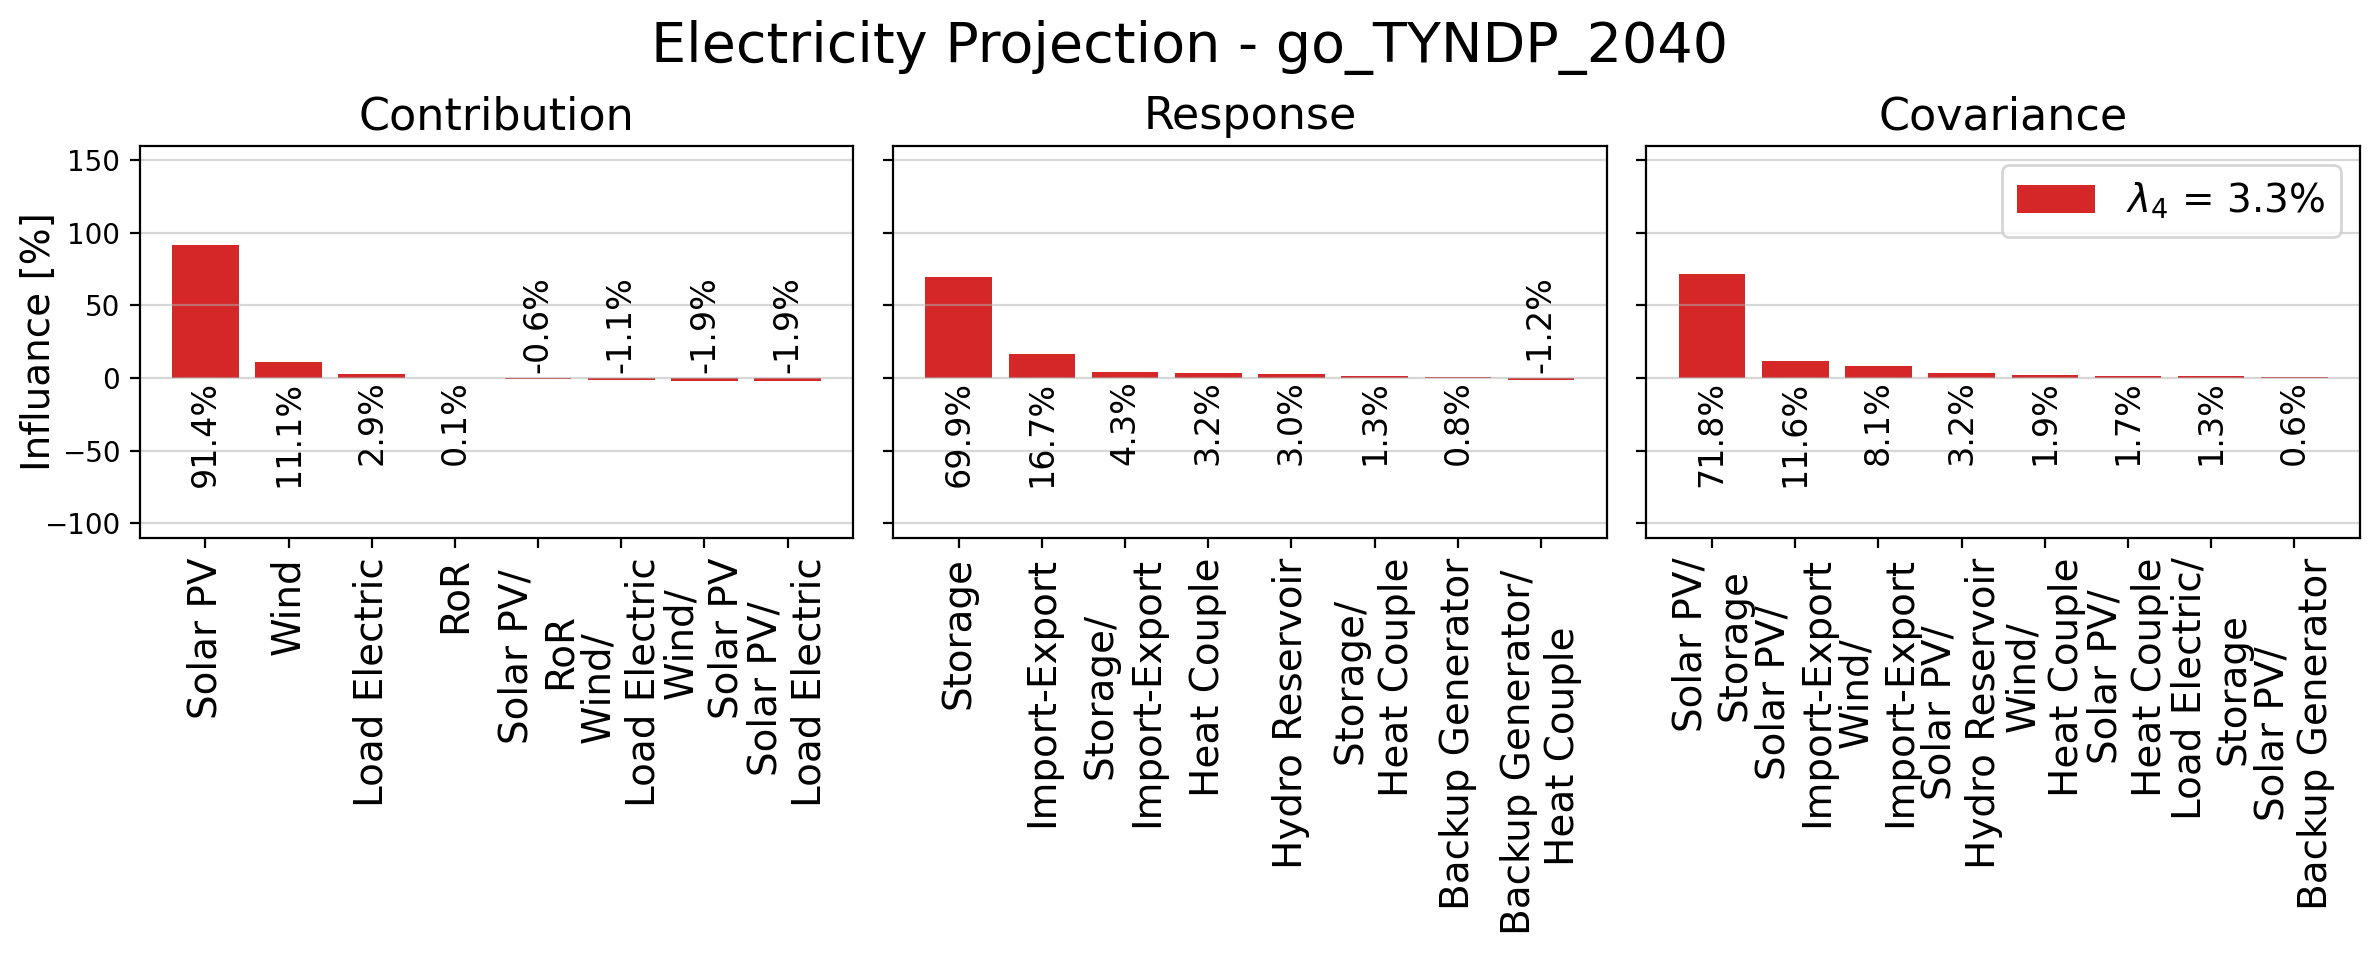 Electricity Projection - go_TYNDP_2040
Contribution
Response
Covariance
Influance [%]
150
100
50
0
−50
−100
91.4%
11.1%
2.9%
0.1%
-0.6%
-1.1%
-1.9%
-1.9%
Solar PV
Wind
Load Electric
RoR
Solar PV/
RoR
Wind/
Load Electric
Wind/
Solar PV
Solar PV/
Load Electric
69.9%
16.7%
4.3%
3.2%
3.0%
1.3%
0.8%
-1.2%
Storage
Import-Export
Storage/
Import-Export
Heat Couple
Hydro Reservoir
Storage/
Heat Couple
Backup Generator
Backup Generator/
Heat Couple
λ4 = 3.3%
71.8%
11.6%
8.1%
3.2%
1.9%
1.7%
1.3%
0.6%
Solar PV/
Storage
Solar PV/
Import-Export
Wind/
Import-Export
Solar PV/
Hydro Reservoir
Wind/
Heat Couple
Solar PV/
Heat Couple
Load Electric/
Storage
Solar PV/
Backup Generator